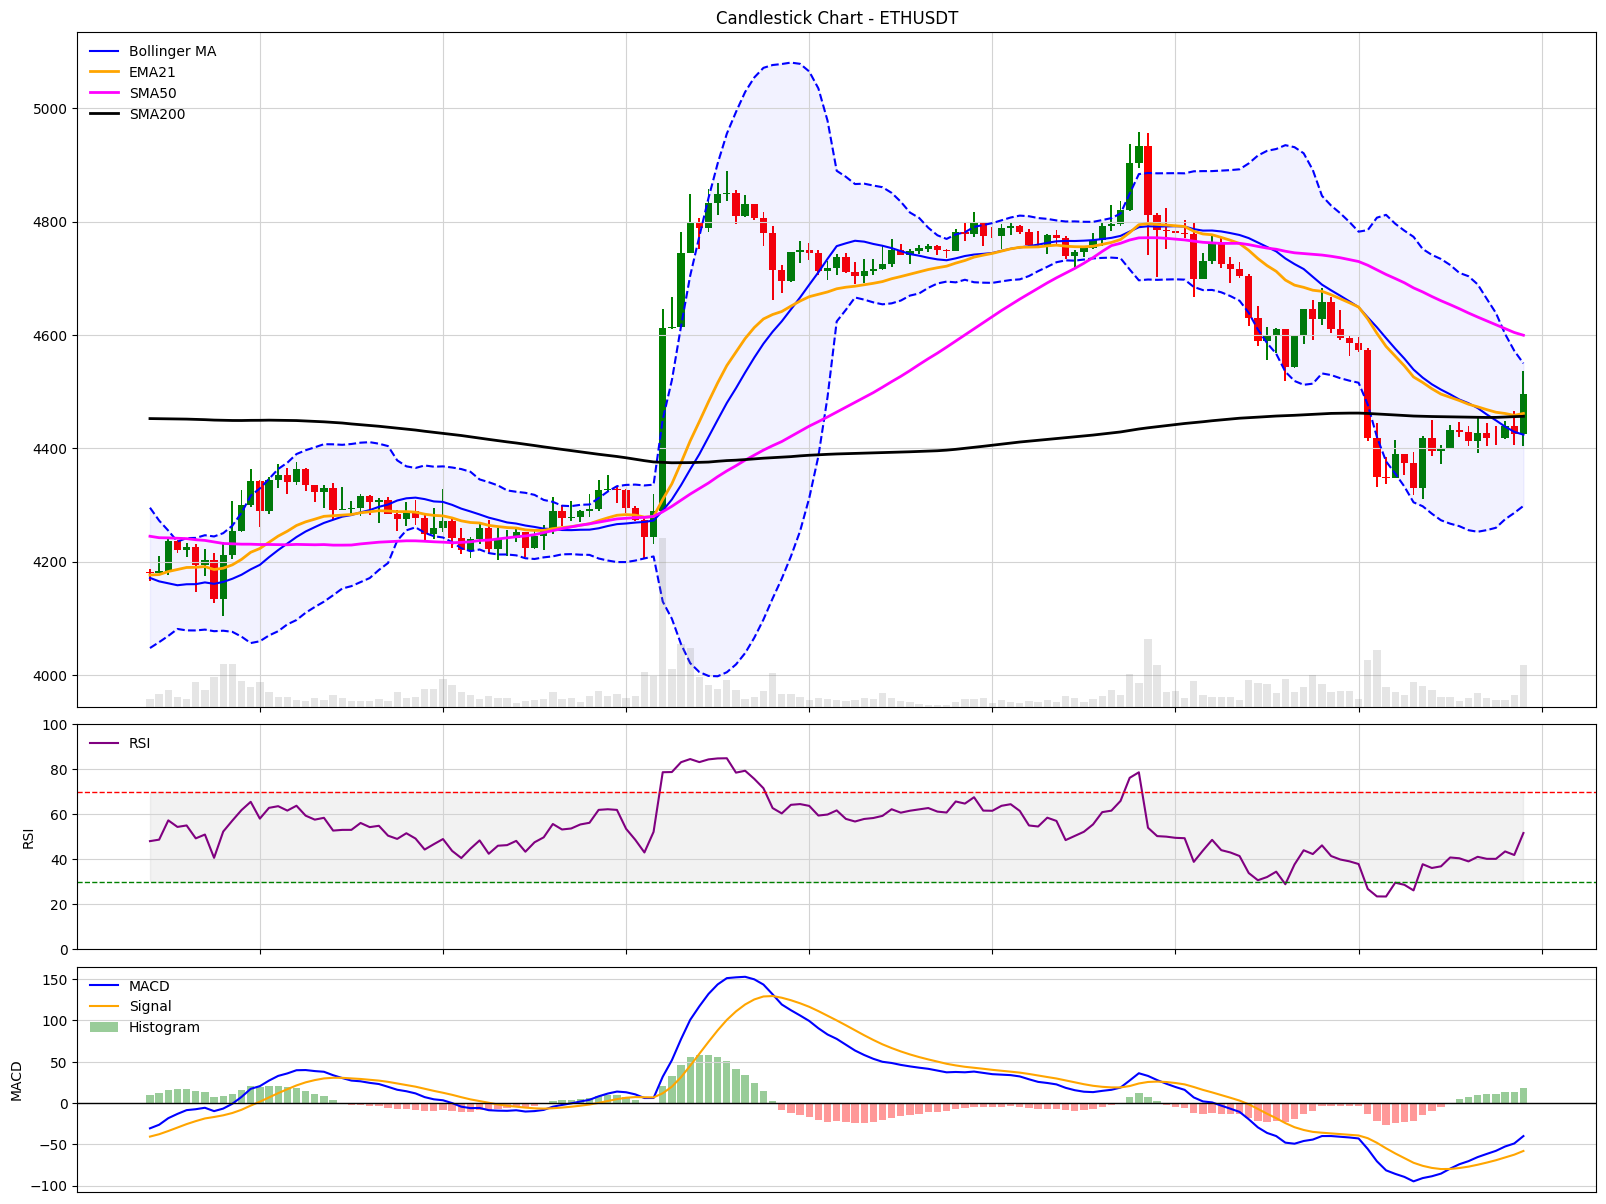 Candlestick Chart - ETHUSDT
Bollinger MA
EMA21
SMA50
SMA200
5000
4800
4600
4400
4200
4000
RSI
100
80
60
40
20
0
RSI
MACD
Signal
Histogram
150
100
50
0
−50
−100
MACD